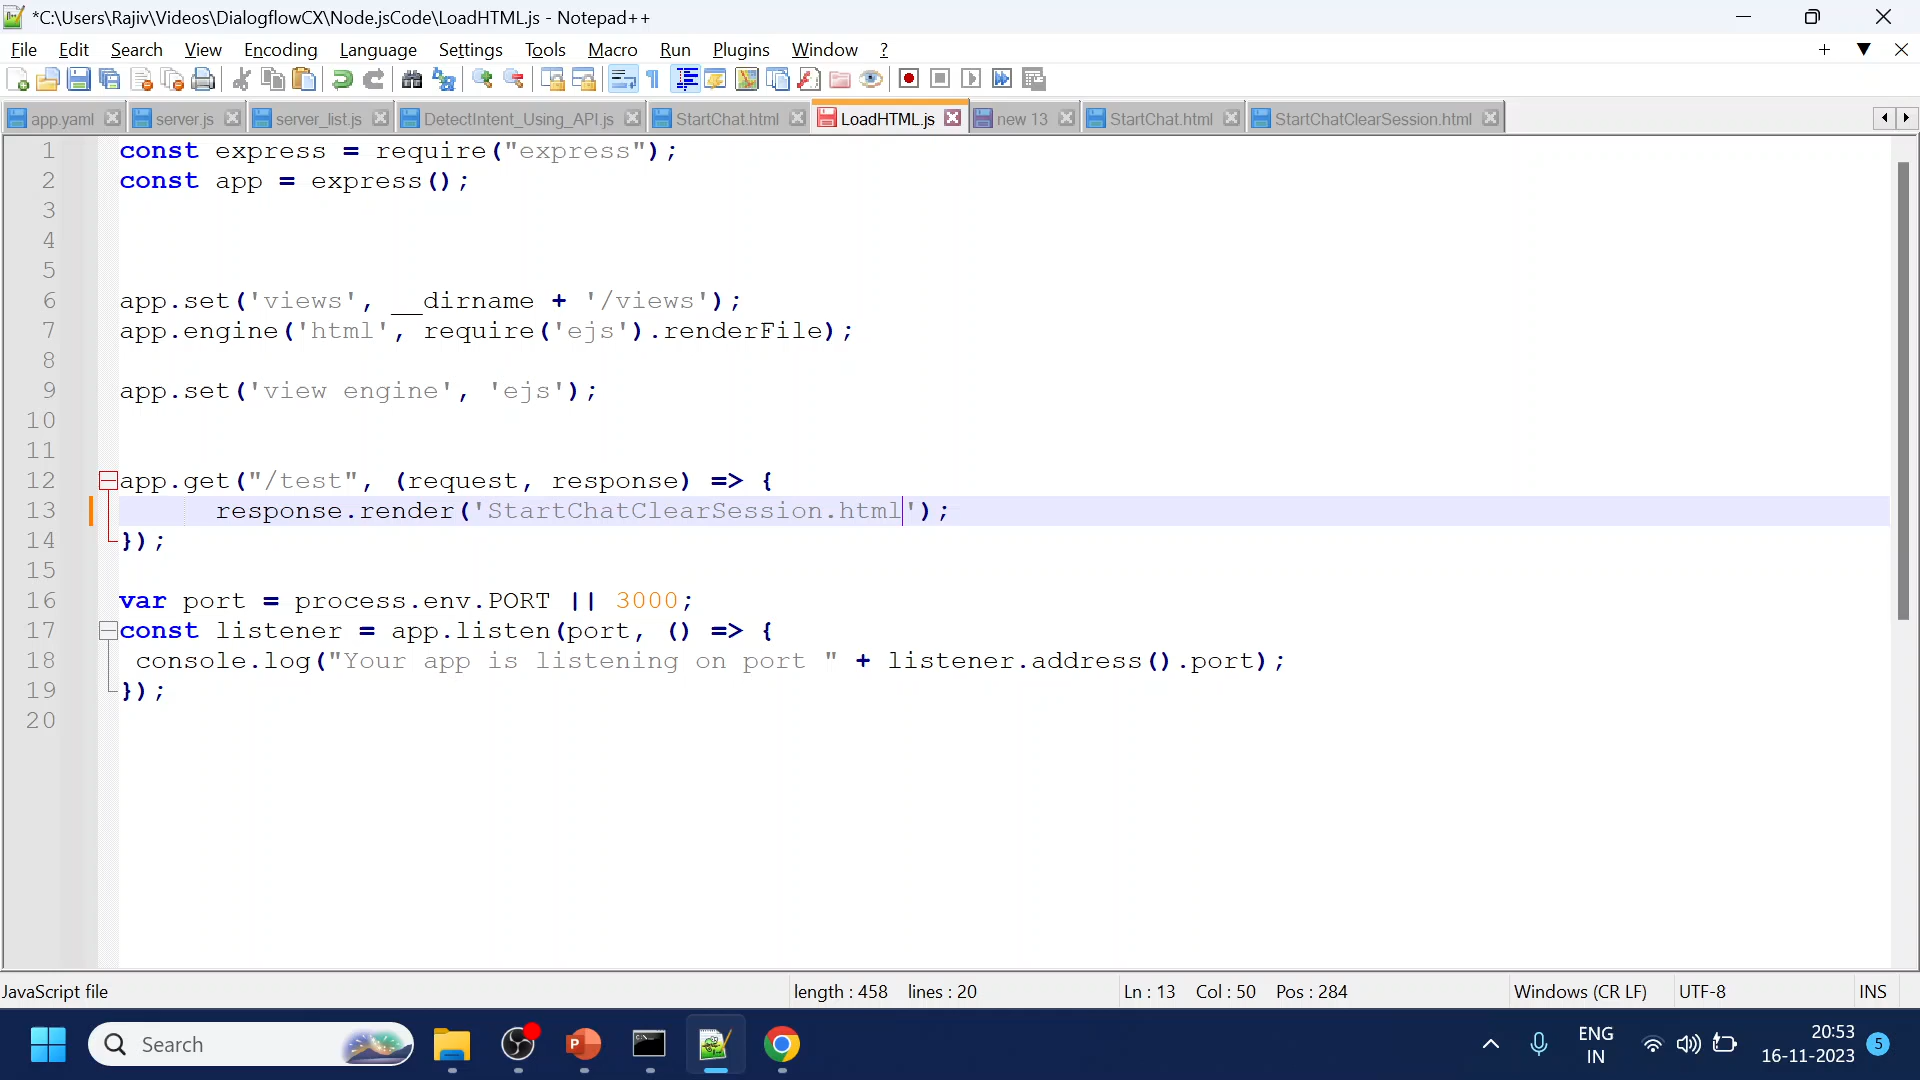 *C:\Users\Rajiv\Videos\DialogflowCX\Node.jsCode\LoadHTML.js - Notepad++
File Edit Search View Encoding Language Settings Tools Macro Run Plugins Window ?
app.yaml server.js server_list.js DetectIntent_Using_API.js StartChat.html LoadHTML.js new 13 StartChat.html StartChatClearSession.html
1 const express = require("express");
2 const app = express();
3
4
5
6 app.set('views', __dirname + '/views');
7 app.engine('html', require('ejs').renderFile);
8
9 app.set('view engine', 'ejs');
10
11
12 app.get("/test", (request, response) => {
13 response.render('StartChatClearSession.html');
14 });
15
16 var port = process.env.PORT || 3000;
17 const listener = app.listen(port, () => {
18 console.log("Your app is listening on port " + listener.address().port);
19 });
20
JavaScript file length : 458 lines : 20 Ln : 13 Col : 50 Pos : 284 Windows (CR LF) UTF-8 INS
Search ENG 20:53
IN 16-11-2023 5